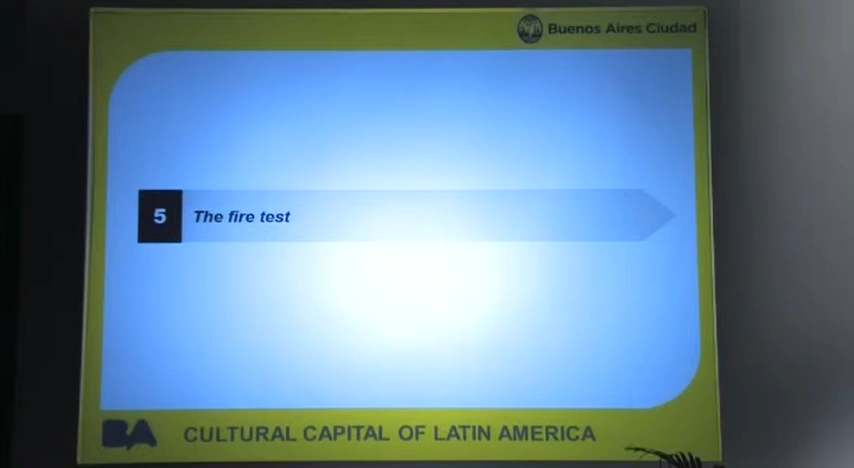 Buenos Aires Ciudad
5
The fire test
BA
CULTURAL CAPITAL OF LATIN AMERICA